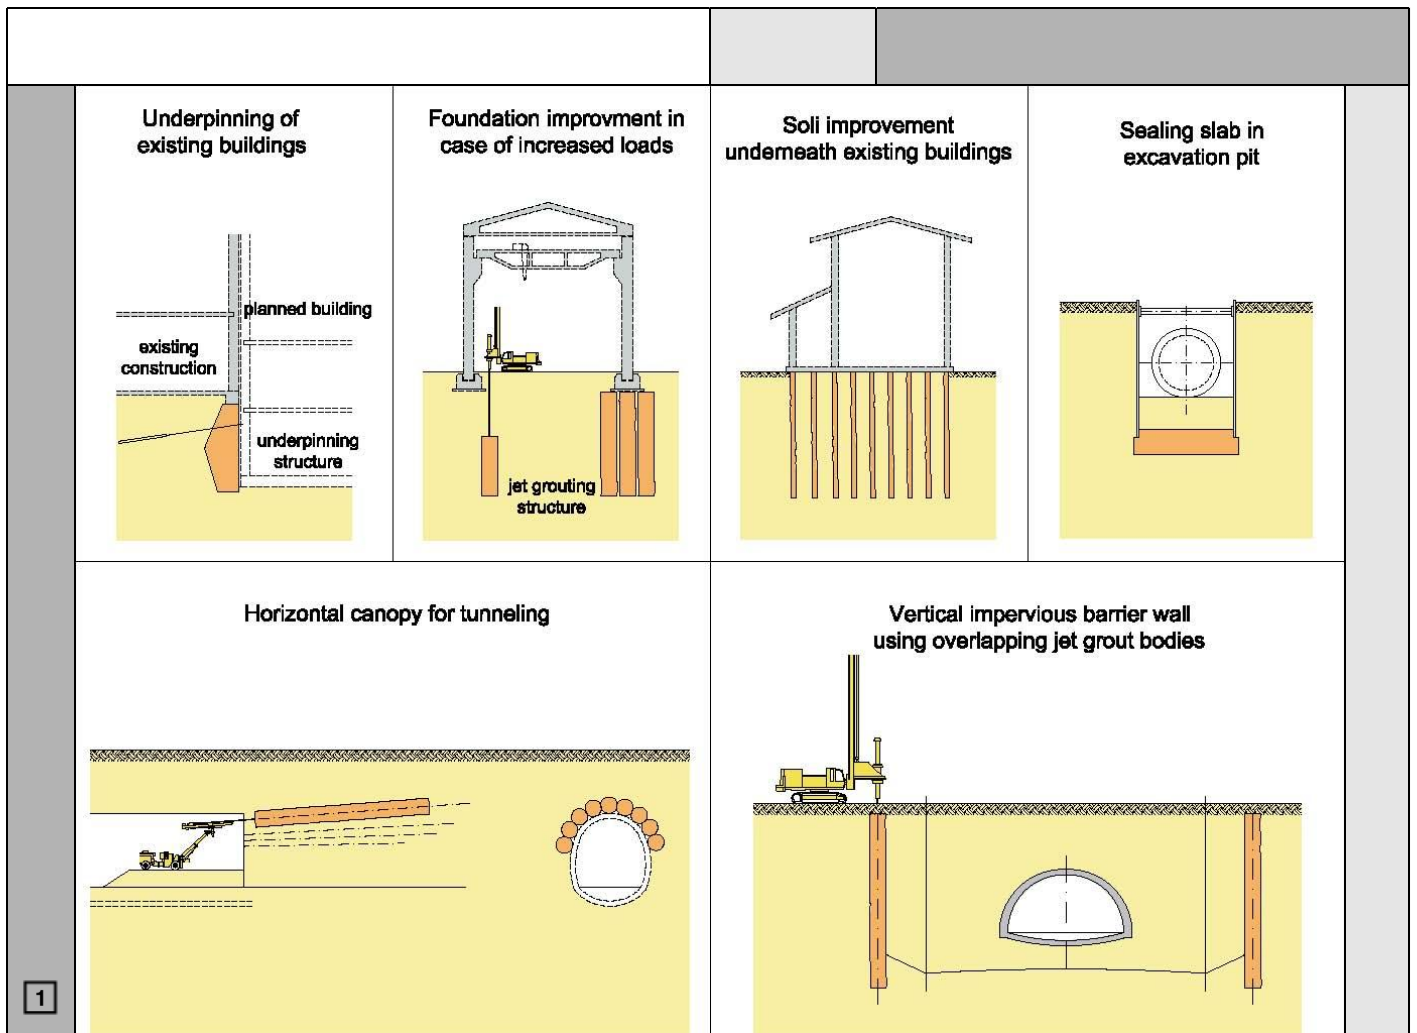 Underpinning of
existing buildings
planned building
existing
construction
underpinning
structure
Foundation improvment in
case of increased loads
jet grouting
structure
Soli improvement
underneath existing buildings
Sealing slab in
excavation pit
Horizontal canopy for tunneling
Vertical impervious barrier wall
using overlapping jet grout bodies
1